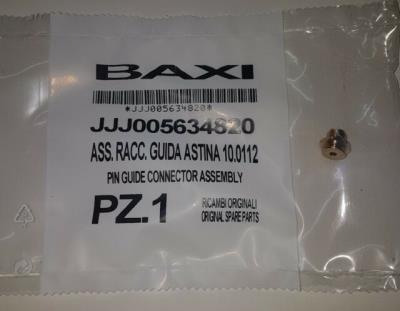 BAXI
*JJJ005634820*
JJJ005634820
ASS. RACC. GUIDA ASTINA 10.0112
PIN GUIDE CONNECTOR ASSEMBLY
PZ.1
RICAMBI ORIGINALI
ORIGINAL SPARE PARTS